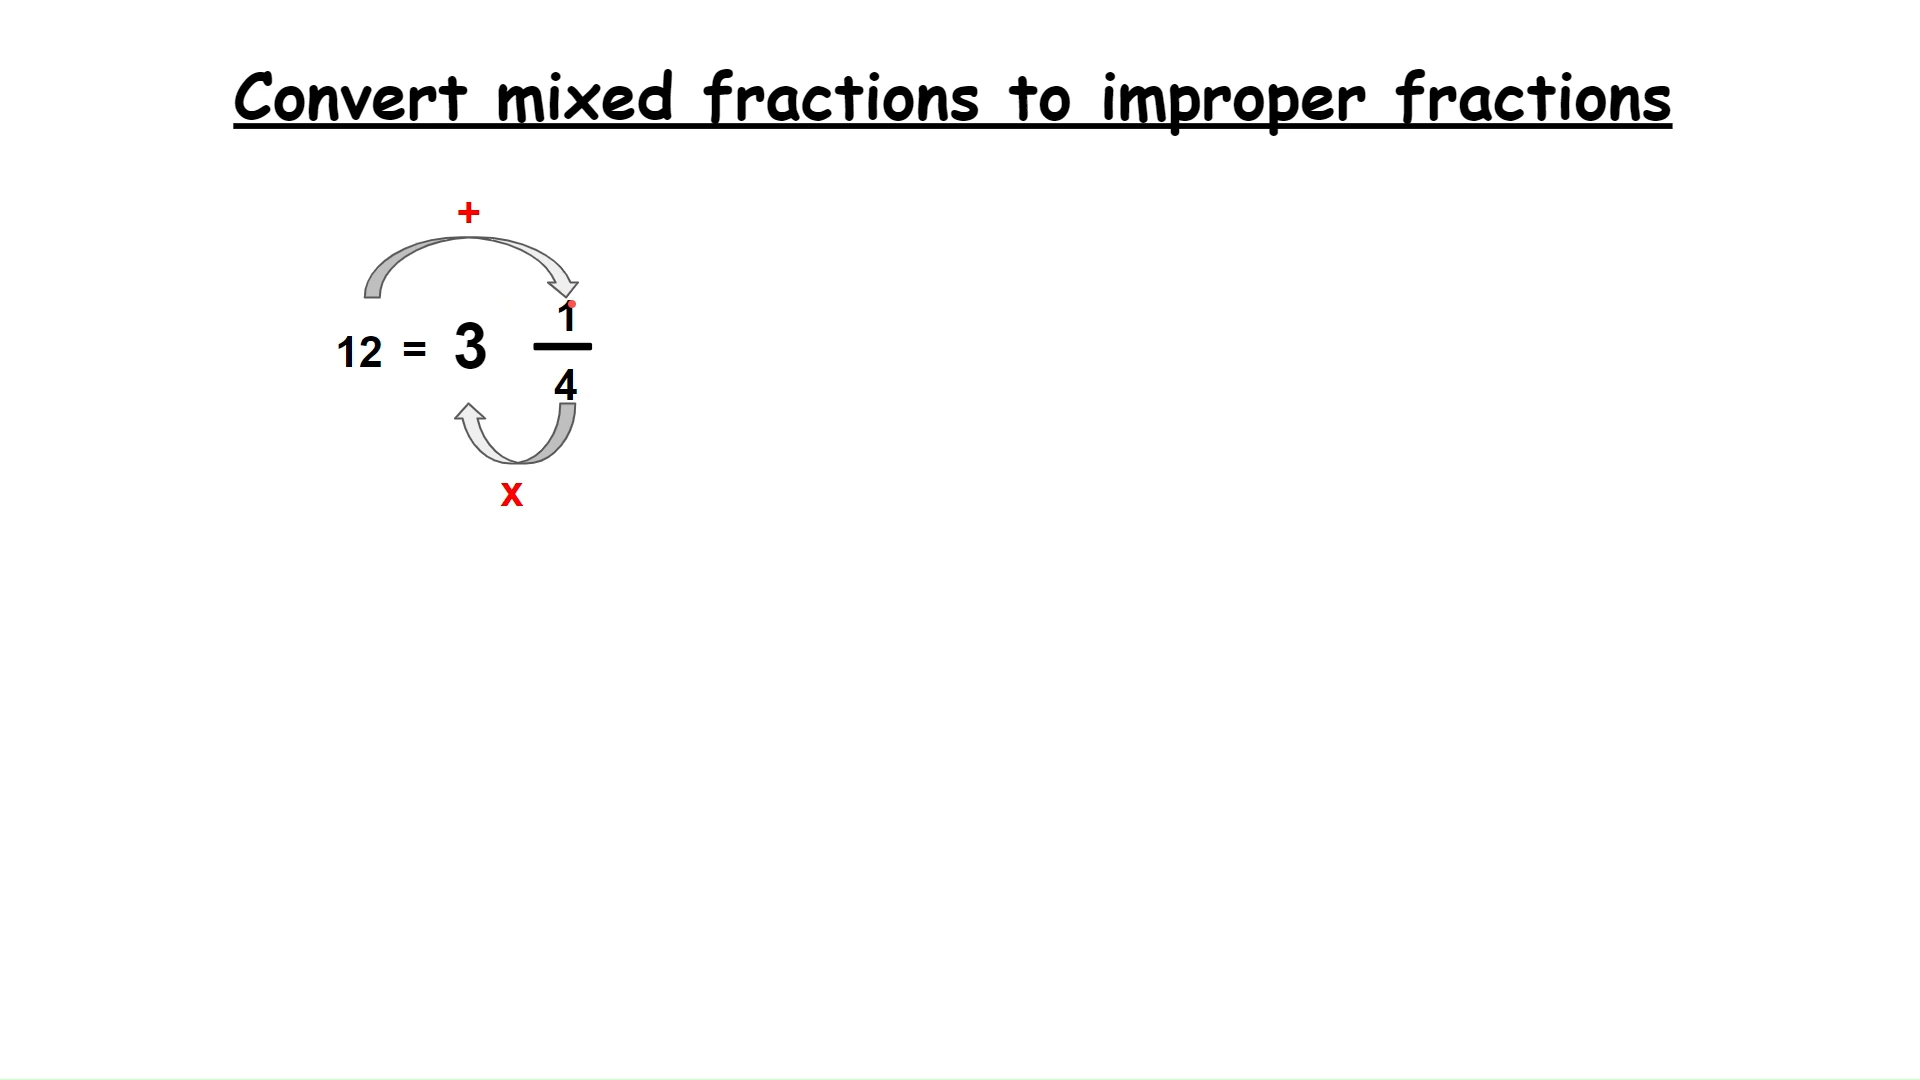 Convert mixed fractions to improper fractions
+
1
12 = 3
4
x